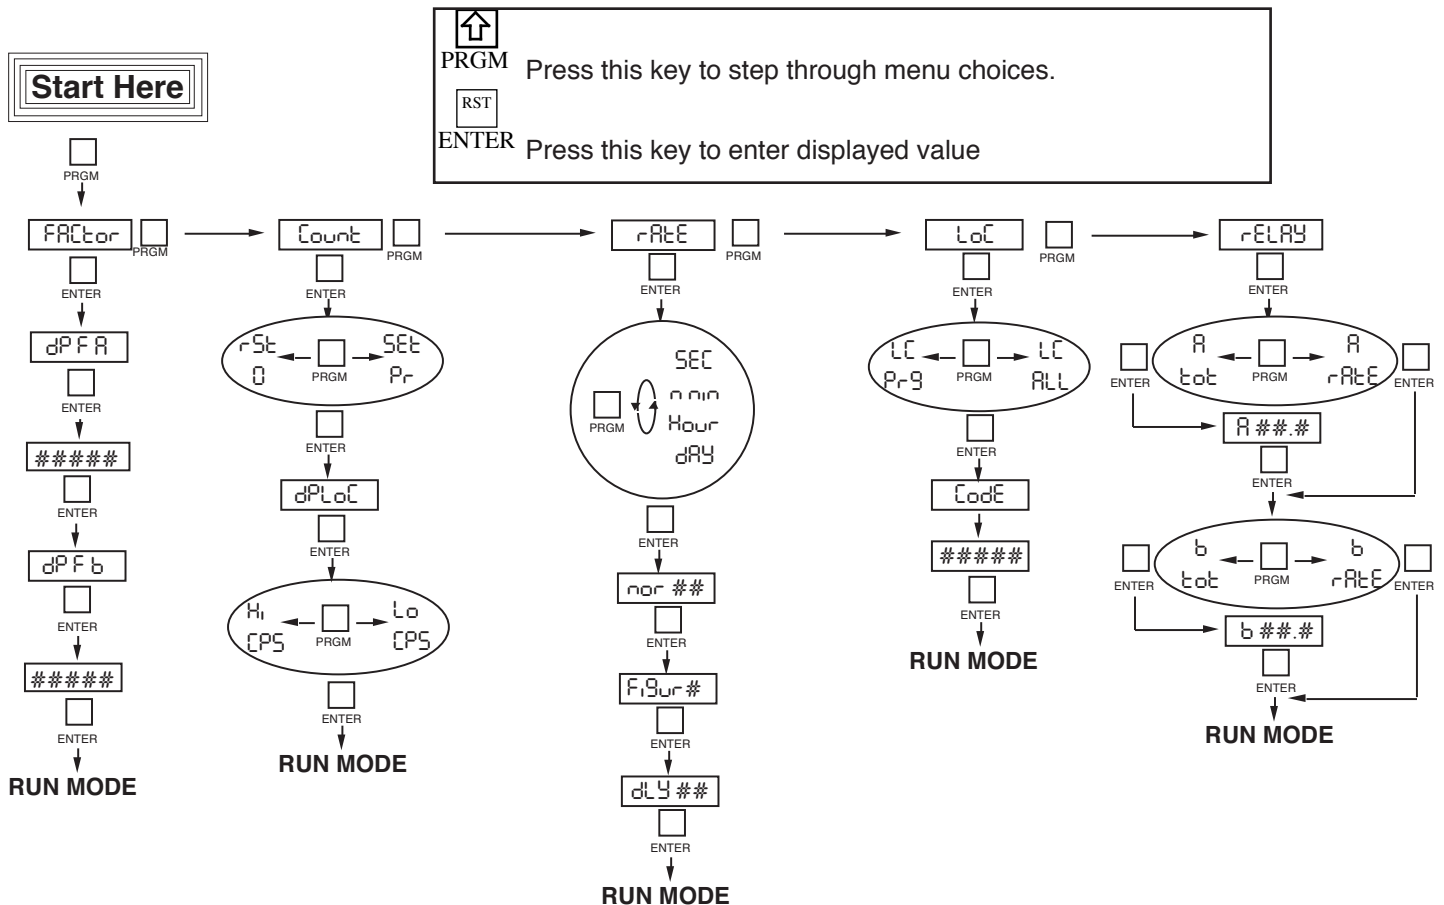 PRGM
Press this key to step through menu choices.
RST
ENTER
Press this key to enter displayed value
Start Here
PRGM
FACtor
PRGM
Count
PRGM
rAtE
PRGM
LoC
PRGM
rELAY
ENTER
dPFA
ENTER
#####
ENTER
dPFb
ENTER
#####
ENTER
RUN MODE
ENTER
rSt
0
PRGM
SEt
Pr
ENTER
dPLoC
ENTER
Hi
CPS
PRGM
Lo
CPS
ENTER
RUN MODE
ENTER
PRGM
SEC
n nin
Hour
dAY
ENTER
nor ##
ENTER
Figur#
ENTER
dLY ##
ENTER
RUN MODE
ENTER
LC
Prg
PRGM
LC
ALL
ENTER
CodE
#####
ENTER
RUN MODE
ENTER
ENTER
A
tot
PRGM
A
rAtE
ENTER
A ##.#
ENTER
ENTER
b
tot
PRGM
b
rAtE
ENTER
b ##.#
ENTER
RUN MODE